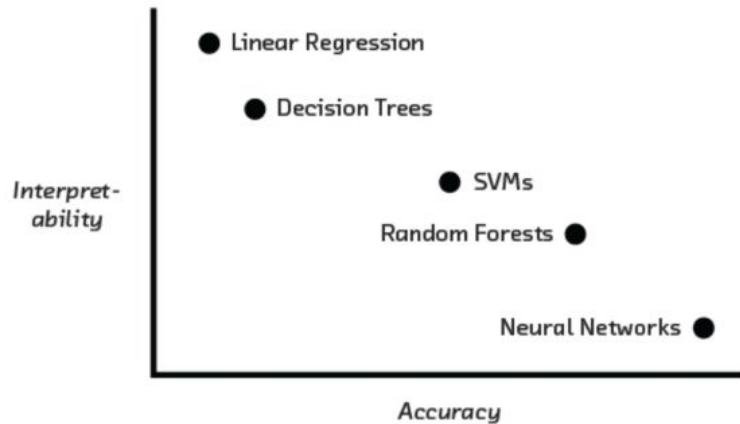 Linear Regression
Decision Trees
Interpret-
ability
SVMs
Random Forests
Neural Networks
Accuracy